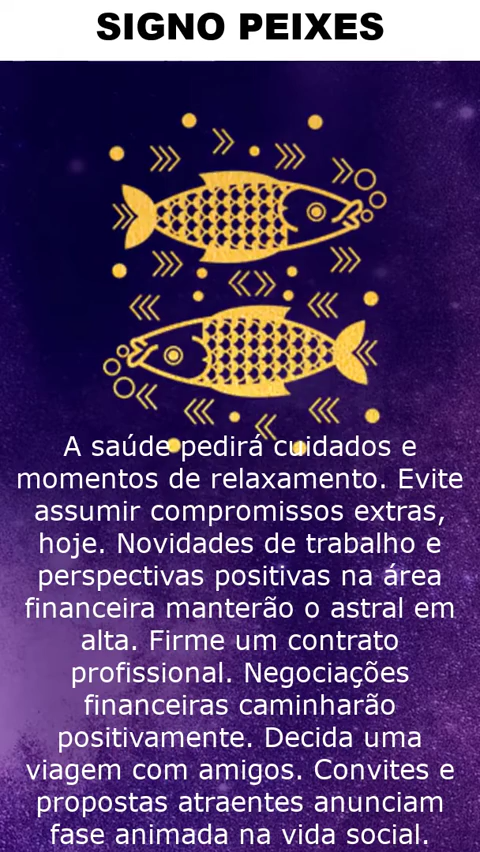 SIGNO PEIXES
A saúde pedirá cuidados e
momentos de relaxamento. Evite
assumir compromissos extras,
hoje. Novidades de trabalho e
perspectivas positivas na área
financeira manterão o astral em
alta. Firme um contrato
profissional. Negociações
financeiras caminharão
positivamente. Decida uma
viagem com amigos. Convites e
propostas atraentes anunciam
fase animada na vida social.